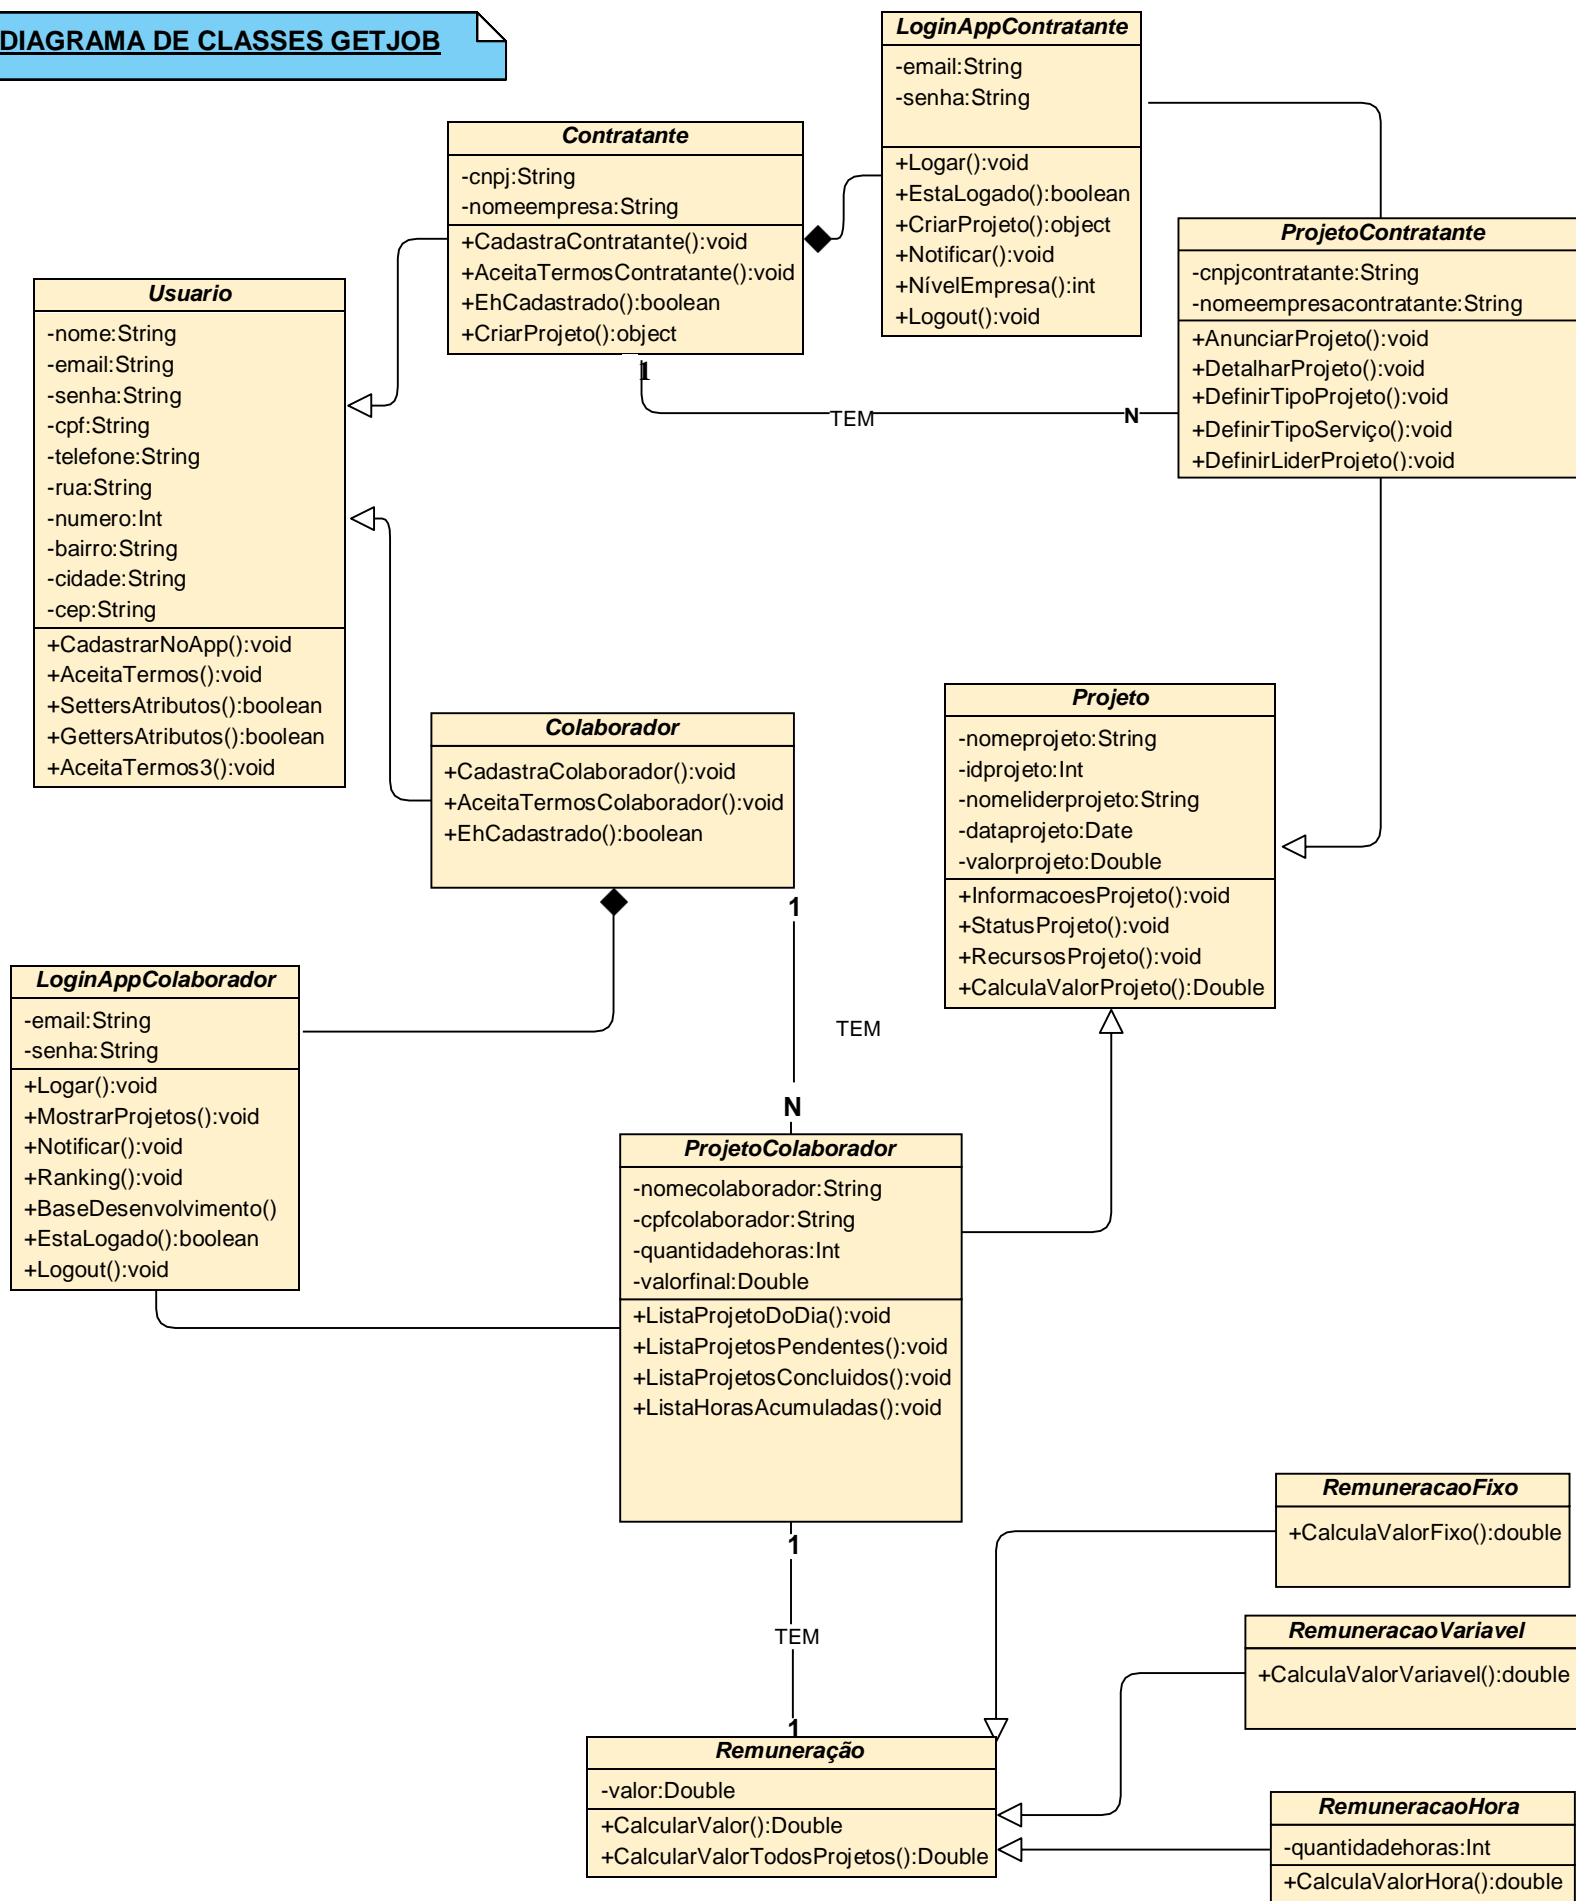 DIAGRAMA DE CLASSES GETJOB
LoginAppContratante
-email:String
-senha:String
+Logar():void
+EstaLogado():boolean
+CriarProjeto():object
+Notificar():void
+NívelEmpresa():int
+Logout():void
Contratante
-cnpj:String
-nomeempresa:String
+CadastraContratante():void
+AceitaTermosContratante():void
+EhCadastrado():boolean
+CriarProjeto():object
1
TEM
N
ProjetoContratante
-cnpjcontratante:String
-nomeempresacontratante:String
+AnunciarProjeto():void
+DetalharProjeto():void
+DefinirTipoProjeto():void
+DefinirTipoServiço():void
+DefinirLiderProjeto():void
Usuario
-nome:String
-email:String
-senha:String
-cpf:String
-telefone:String
-rua:String
-numero:Int
-bairro:String
-cidade:String
-cep:String
+CadastrarNoApp():void
+AceitaTermos():void
+SettersAtributos():boolean
+GettersAtributos():boolean
+AceitaTermos3():void
Colaborador
+CadastraColaborador():void
+AceitaTermosColaborador():void
+EhCadastrado():boolean
1
TEM
N
Projeto
-nomeprojeto:String
-idprojeto:Int
-nomeliderprojeto:String
-dataprojeto:Date
-valorprojeto:Double
+InformacoesProjeto():void
+StatusProjeto():void
+RecursosProjeto():void
+CalculaValorProjeto():Double
LoginAppColaborador
-email:String
-senha:String
+Logar():void
+MostrarProjetos():void
+Notificar():void
+Ranking():void
+BaseDesenvolvimento()
+EstaLogado():boolean
+Logout():void
ProjetoColaborador
-nomecolaborador:String
-cpfcolaborador:String
-quantidadehoras:Int
-valorfinal:Double
+ListaProjetoDoDia():void
+ListaProjetosPendentes():void
+ListaProjetosConcluidos():void
+ListaHorasAcumuladas():void
1
TEM
1
RemuneracaoFixo
+CalculaValorFixo():double
RemuneracaoVariavel
+CalculaValorVariavel():double
Remuneração
-valor:Double
+CalcularValor():Double
+CalcularValorTodosProjetos():Double
RemuneracaoHora
-quantidadehoras:Int
+CalculaValorHora():double